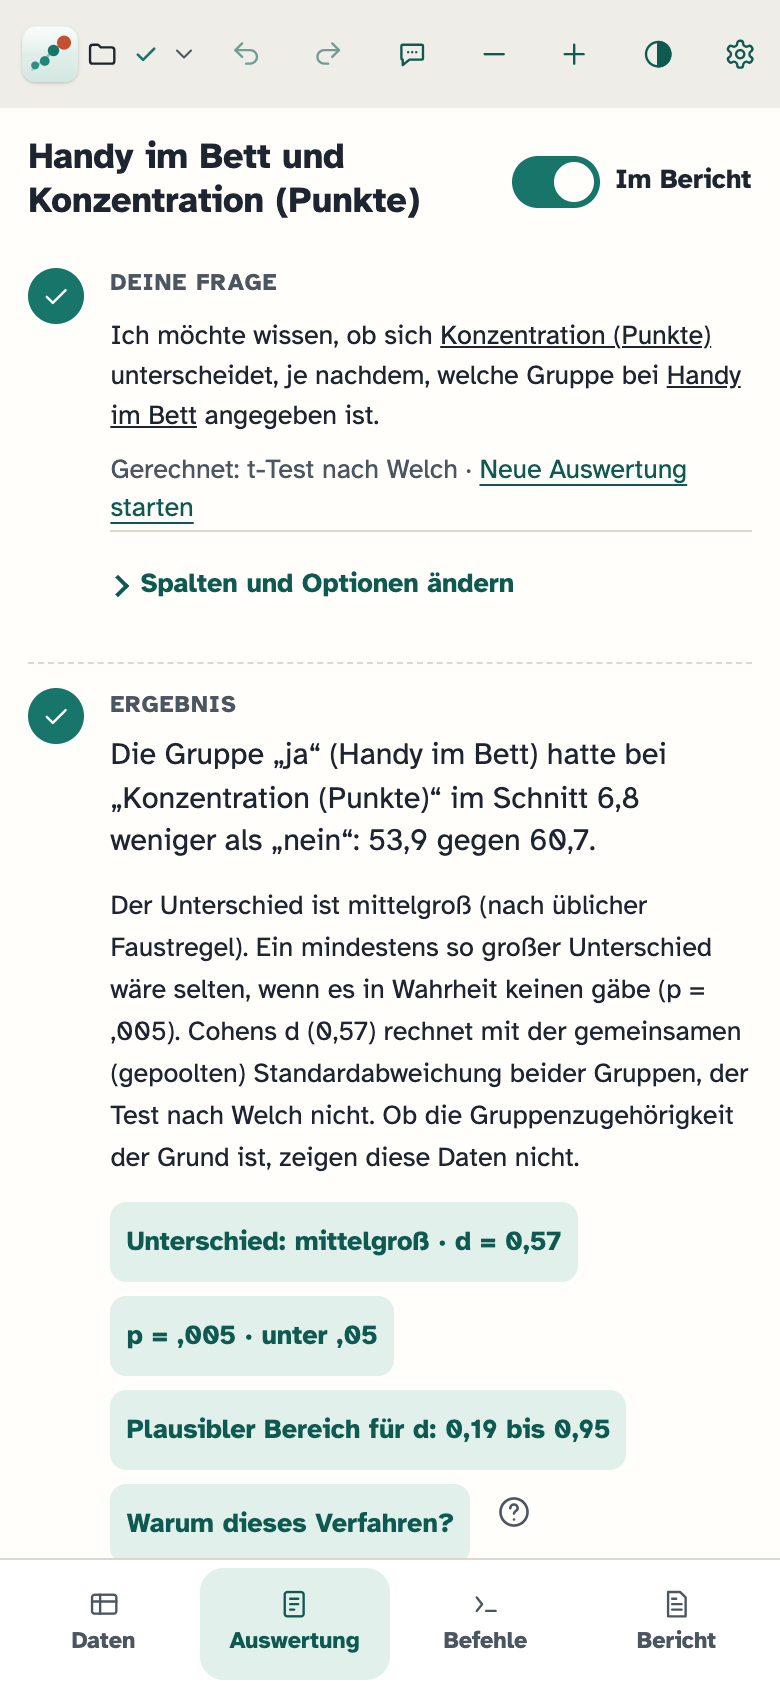 Handy im Bett und
Konzentration (Punkte)
Im Bericht
DEINE FRAGE
Ich möchte wissen, ob sich Konzentration (Punkte)
unterscheidet, je nachdem, welche Gruppe bei Handy
im Bett angegeben ist.
Gerechnet: t-Test nach Welch · Neue Auswertung
starten
Spalten und Optionen ändern
ERGEBNIS
Die Gruppe „ja“ (Handy im Bett) hatte bei
„Konzentration (Punkte)“ im Schnitt 6,8
weniger als „nein“: 53,9 gegen 60,7.
Der Unterschied ist mittelgroß (nach üblicher
Faustregel). Ein mindestens so großer Unterschied
wäre selten, wenn es in Wahrheit keinen gäbe (p =
,005). Cohens d (0,57) rechnet mit der gemeinsamen
(gepoolten) Standardabweichung beider Gruppen, der
Test nach Welch nicht. Ob die Gruppenzugehörigkeit
der Grund ist, zeigen diese Daten nicht.
Unterschied: mittelgroß · d = 0,57
p = ,005 · unter ,05
Plausibler Bereich für d: 0,19 bis 0,95
Warum dieses Verfahren?
Daten
Auswertung
Befehle
Bericht